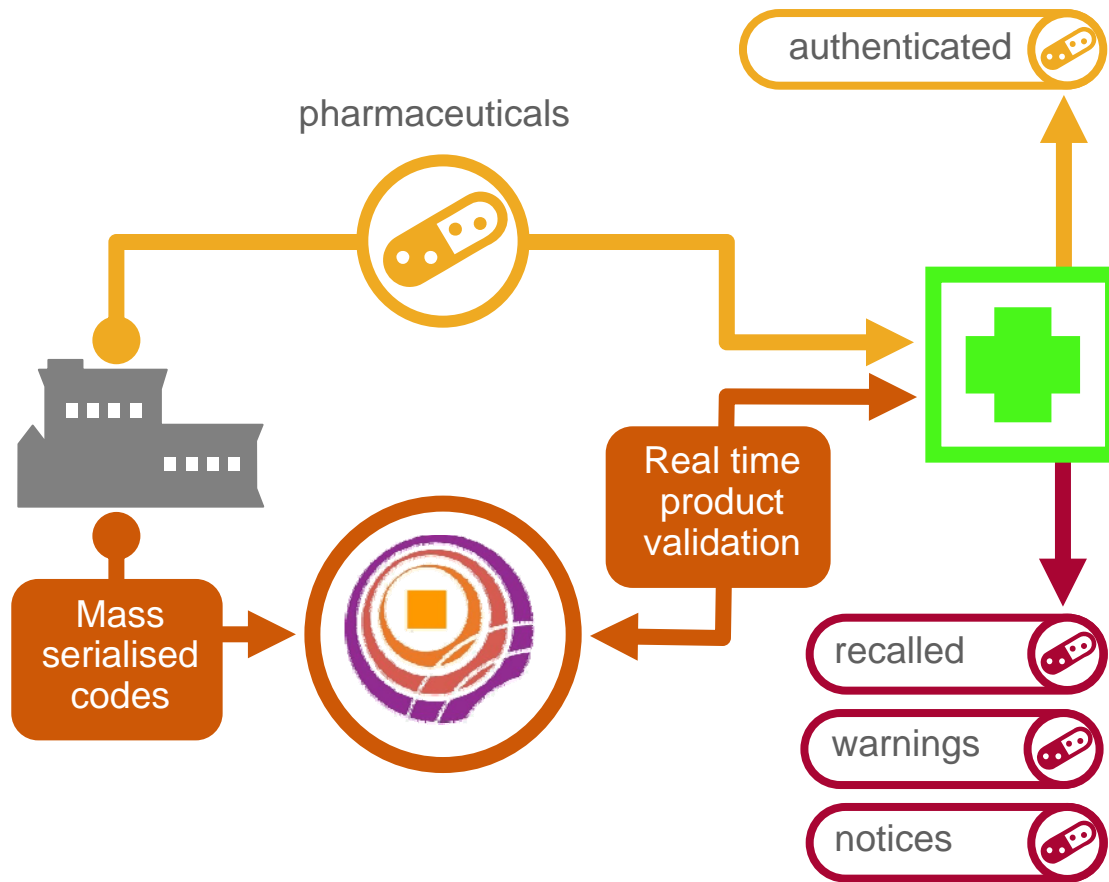 authenticated
pharmaceuticals
Real time
product
validation
Mass
serialised
codes
recalled
warnings
notices